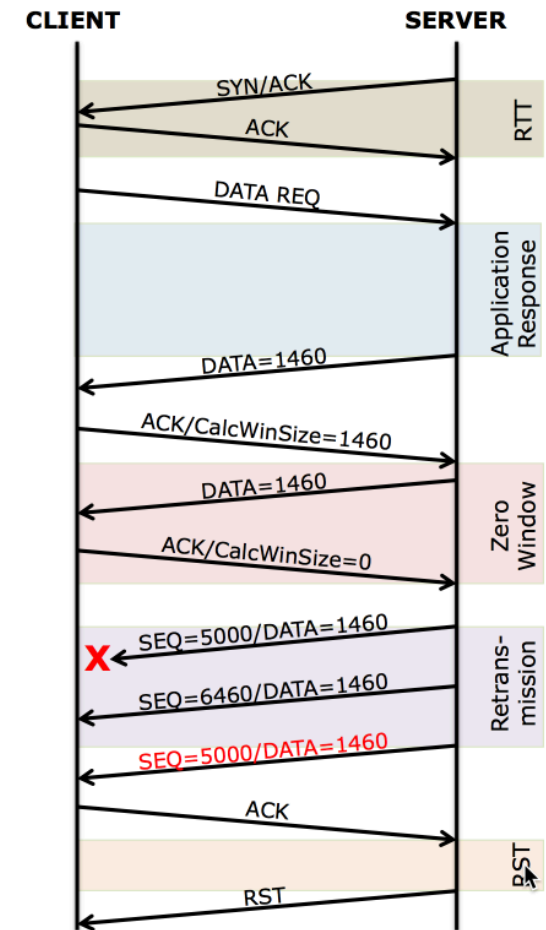 CLIENT
SERVER
SYN/ACK
RTT
ACK
DATA REQ
Application
Response
DATA=1460
ACK/CalcWinSize=1460
DATA=1460
Zero
Window
ACK/CalcWinSize=0
SEQ=5000/DATA=1460
X
Retrans-
mission
SEQ=6460/DATA=1460
SEQ=5000/DATA=1460
ACK
RST
RST